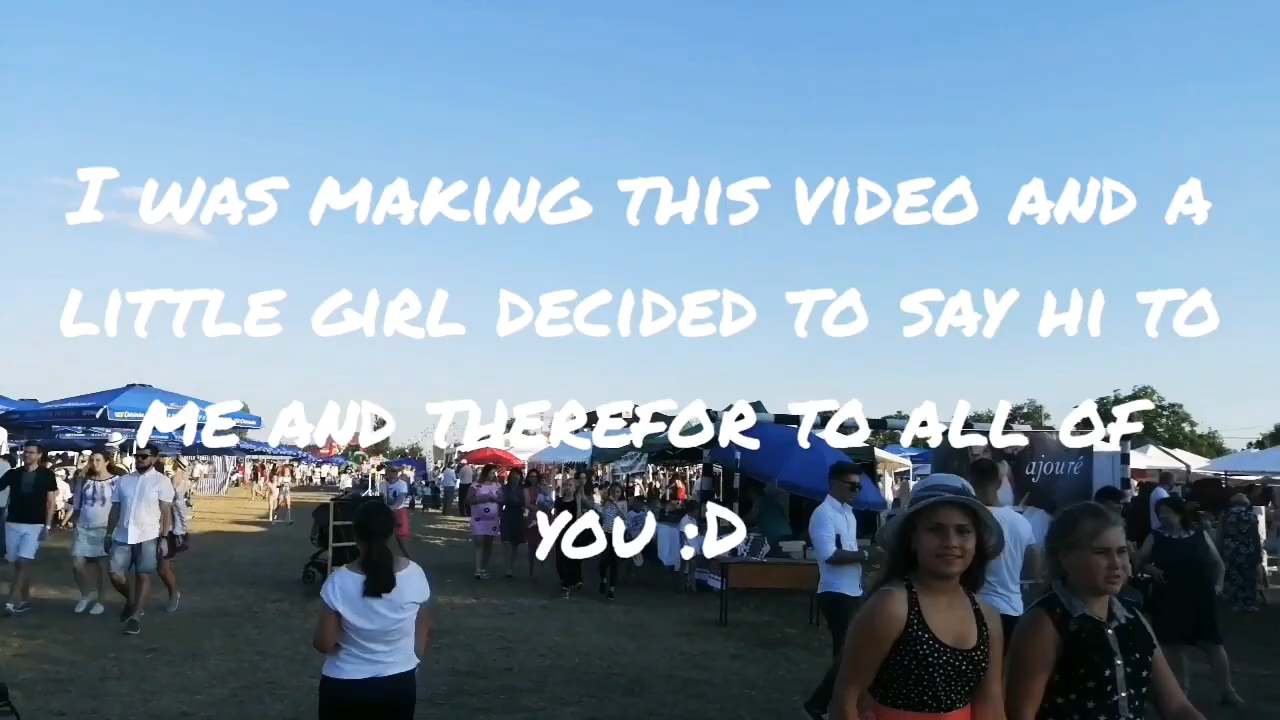 I WAS MAKING THIS VIDEO AND A
LITTLE GIRL DECIDED TO SAY HI TO
ME AND THEREFOR TO ALL OF
YOU :D
ajouré